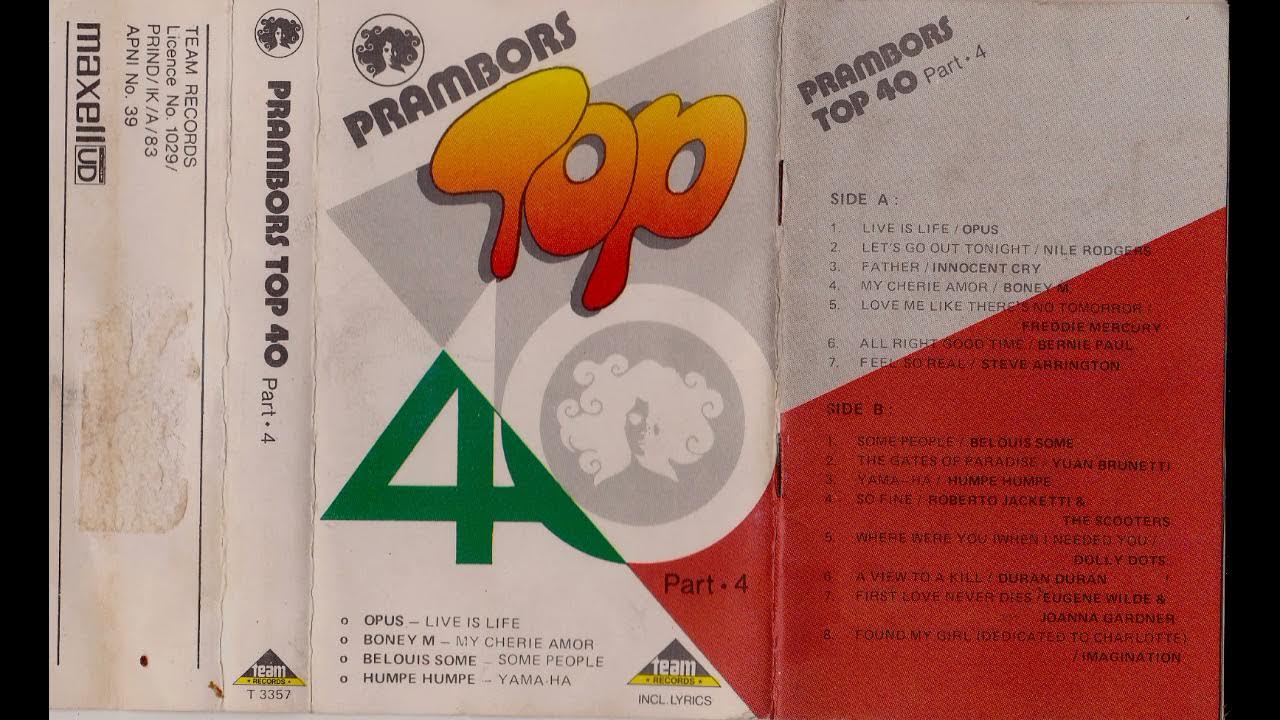 TEAM RECORDS
Licence No. 1029/
PRIND/IK/A/83
APNI No. 39
maxell UD
PRAMBORS TOP 40 Part • 4
team
RECORDS
T 3357
PRAMBORS
Top
40
Part • 4
o OPUS – LIVE IS LIFE
o BONEY M – MY CHERIE AMOR
o BELOUIS SOME – SOME PEOPLE
o HUMPE HUMPE – YAMA-HA
team
RECORDS
INCL. LYRICS
PRAMBORS
TOP 40 Part • 4
SIDE A :
1. LIVE IS LIFE / OPUS
2. LET'S GO OUT TONIGHT / NILE RODGERS
3. FATHER / INNOCENT CRY
4. MY CHERIE AMOR / BONEY M
5. LOVE ME LIKE THERE'S NO TOMORROR /
FREDDIE MERCURY
6. ALL RIGHT GOOD TIME / BERNIE PAUL
7. FEEL SO REAL / STEVE ARRINGTON
SIDE B :
1. SOME PEOPLE / BELOUIS SOME
2. THE GATES OF PARADISE / YUAN BRUNETTI
3. YAMA–HA / HUMPE HUMPE
4. SO FINE / ROBERTO JACKETTI &
THE SCOOTERS
5. WHERE WERE YOU (WHEN I NEEDED YOU /
DOLLY DOTS
6. A VIEW TO A KILL / DURAN DURAN
7. FIRST LOVE NEVER DIES / EUGENE WILDE &
JOANNA GARDNER
8. FOUND MY GIRL (DEDICATED TO CHARLOTTE)
/ IMAGINATION